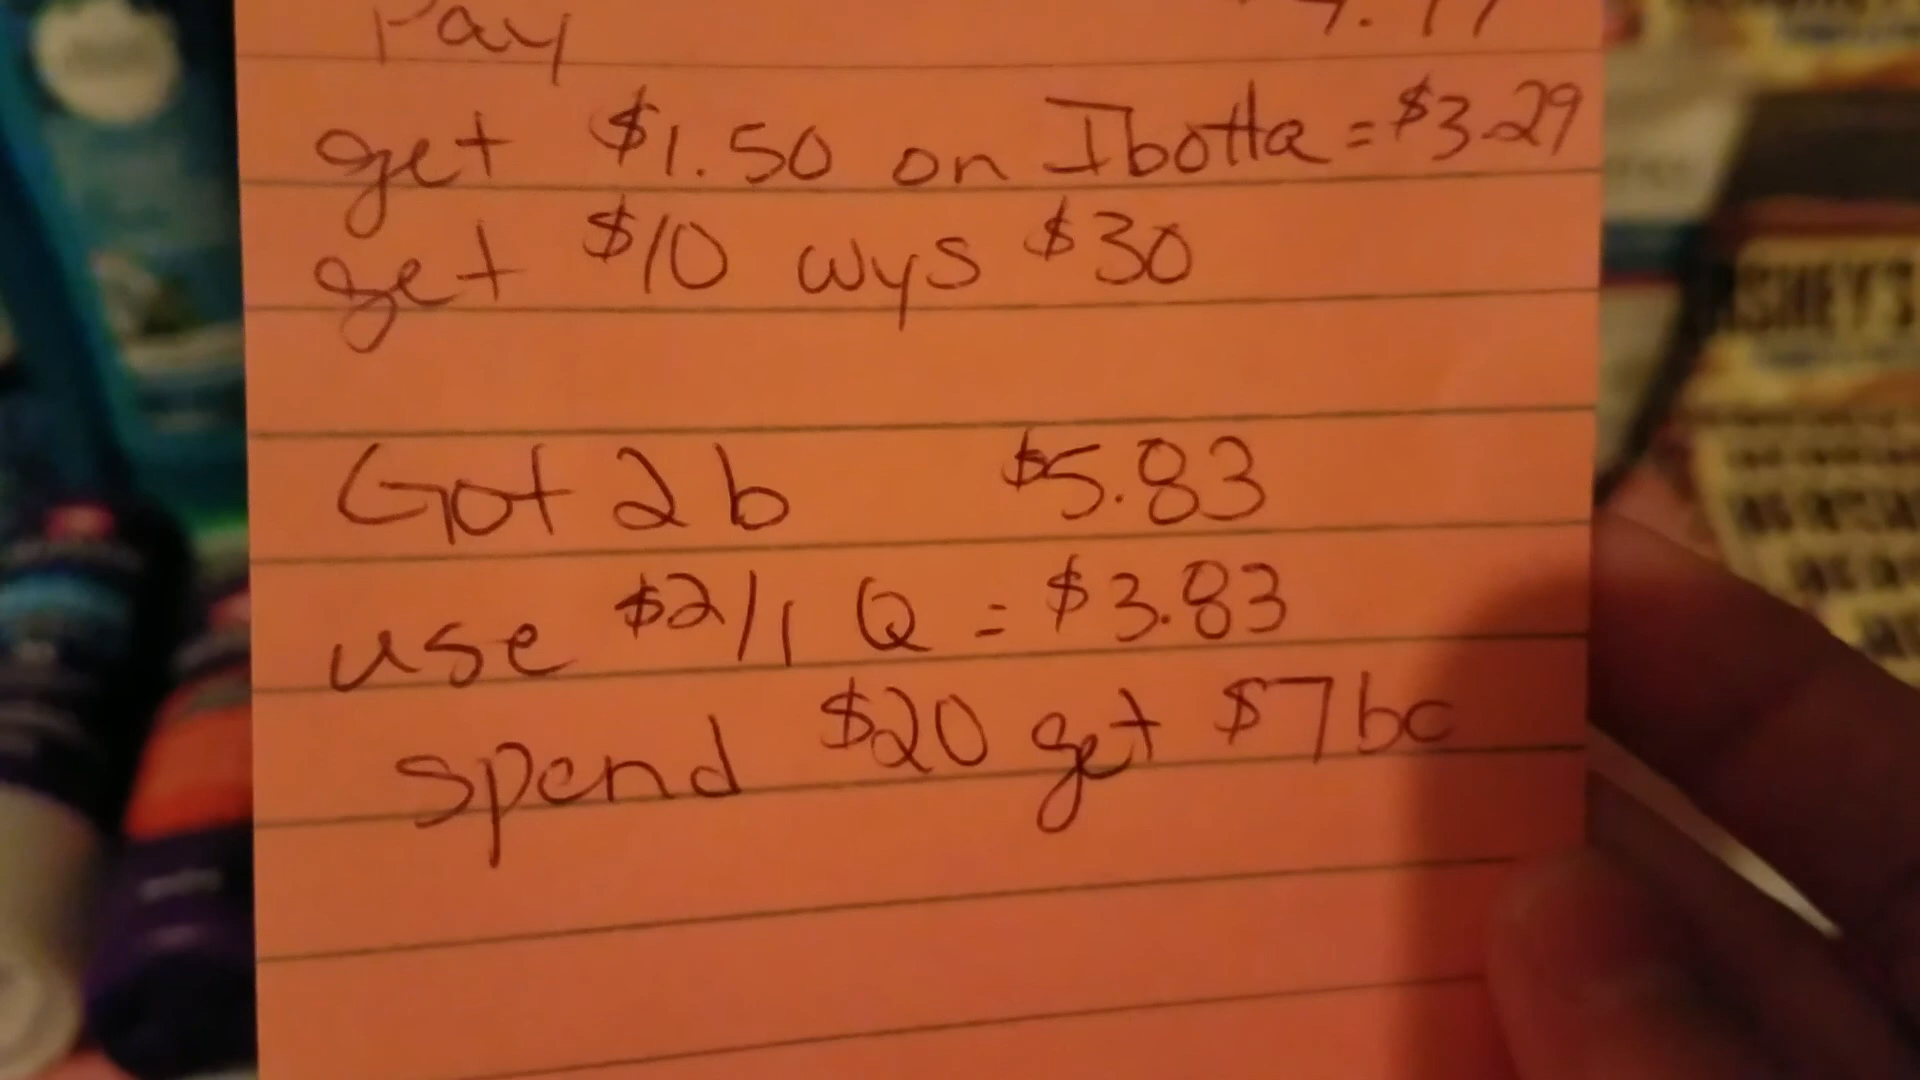 Pay
get $1.50 on Ibotta = $3.29
get $10 wys $30
Got 2 b $5.83
use $2/1 Q = $3.83
spend $20 get $7 bc
RSHEY'S